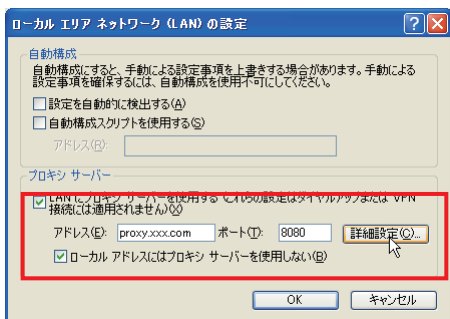 ローカル エリア ネットワーク (LAN) の設定
自動構成
自動構成にすると、手動による設定事項を上書きする場合があります。手動による
設定事項を確保するには、自動構成を使用不可にしてください。
設定を自動的に検出する(A)
自動構成スクリプトを使用する(S)
アドレス(R):
プロキシ サーバー
LAN にプロキシ サーバーを使用する (これらの設定はダイヤルアップまたは VPN
接続には適用されません)(X)
アドレス(E): proxy.xxx.com ポート(T): 8080 詳細設定(C)...
ローカル アドレスにはプロキシ サーバーを使用しない(B)
OK キャンセル